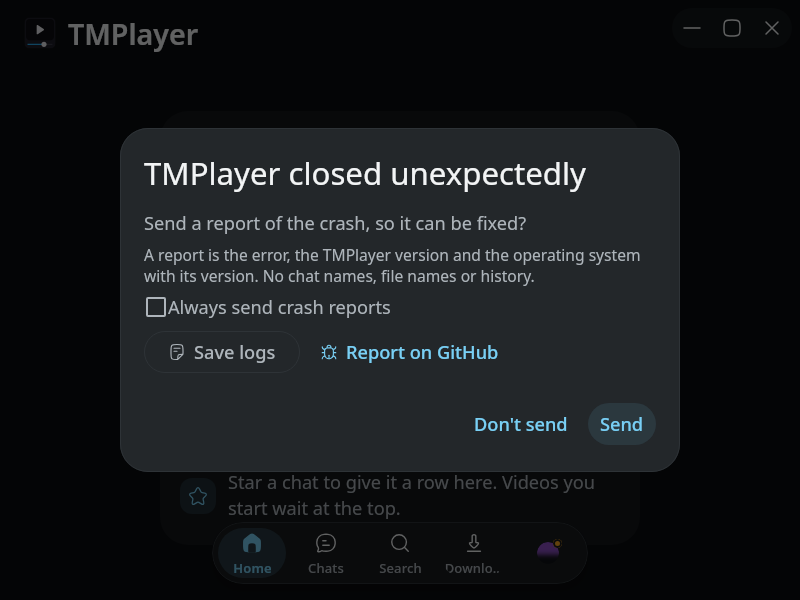 TMPlayer
TMPlayer closed unexpectedly
Send a report of the crash, so it can be fixed?
A report is the error, the TMPlayer version and the operating system
with its version. No chat names, file names or history.
Always send crash reports
Save logs
Report on GitHub
Don't send
Send
Star a chat to give it a row here. Videos you
start wait at the top.
Home
Chats
Search
Downlo..